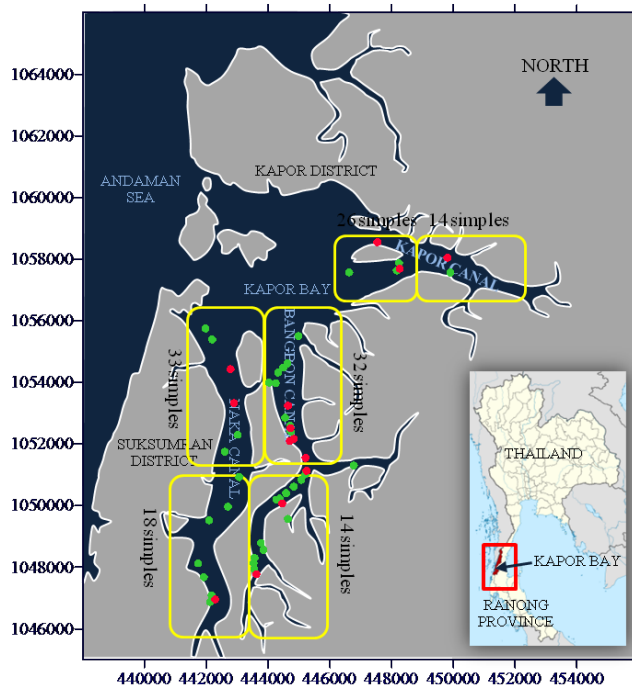 1064000
1062000
1060000
1058000
1056000
1054000
1052000
1050000
1048000
1046000
NORTH
KAPOR DISTRICT
ANDAMAN
SEA
26 simples
14 simples
KAPOR CANAL
KAPOR BAY
33 simples
BANGBON CANAL
32 simples
NAKA CANAL
SUKSUMRAN
DISTRICT
18 simples
14 simples
THAILAND
KAPOR BAY
RANONG
PROVINCE
440000 442000 444000 446000 448000 450000 452000 454000